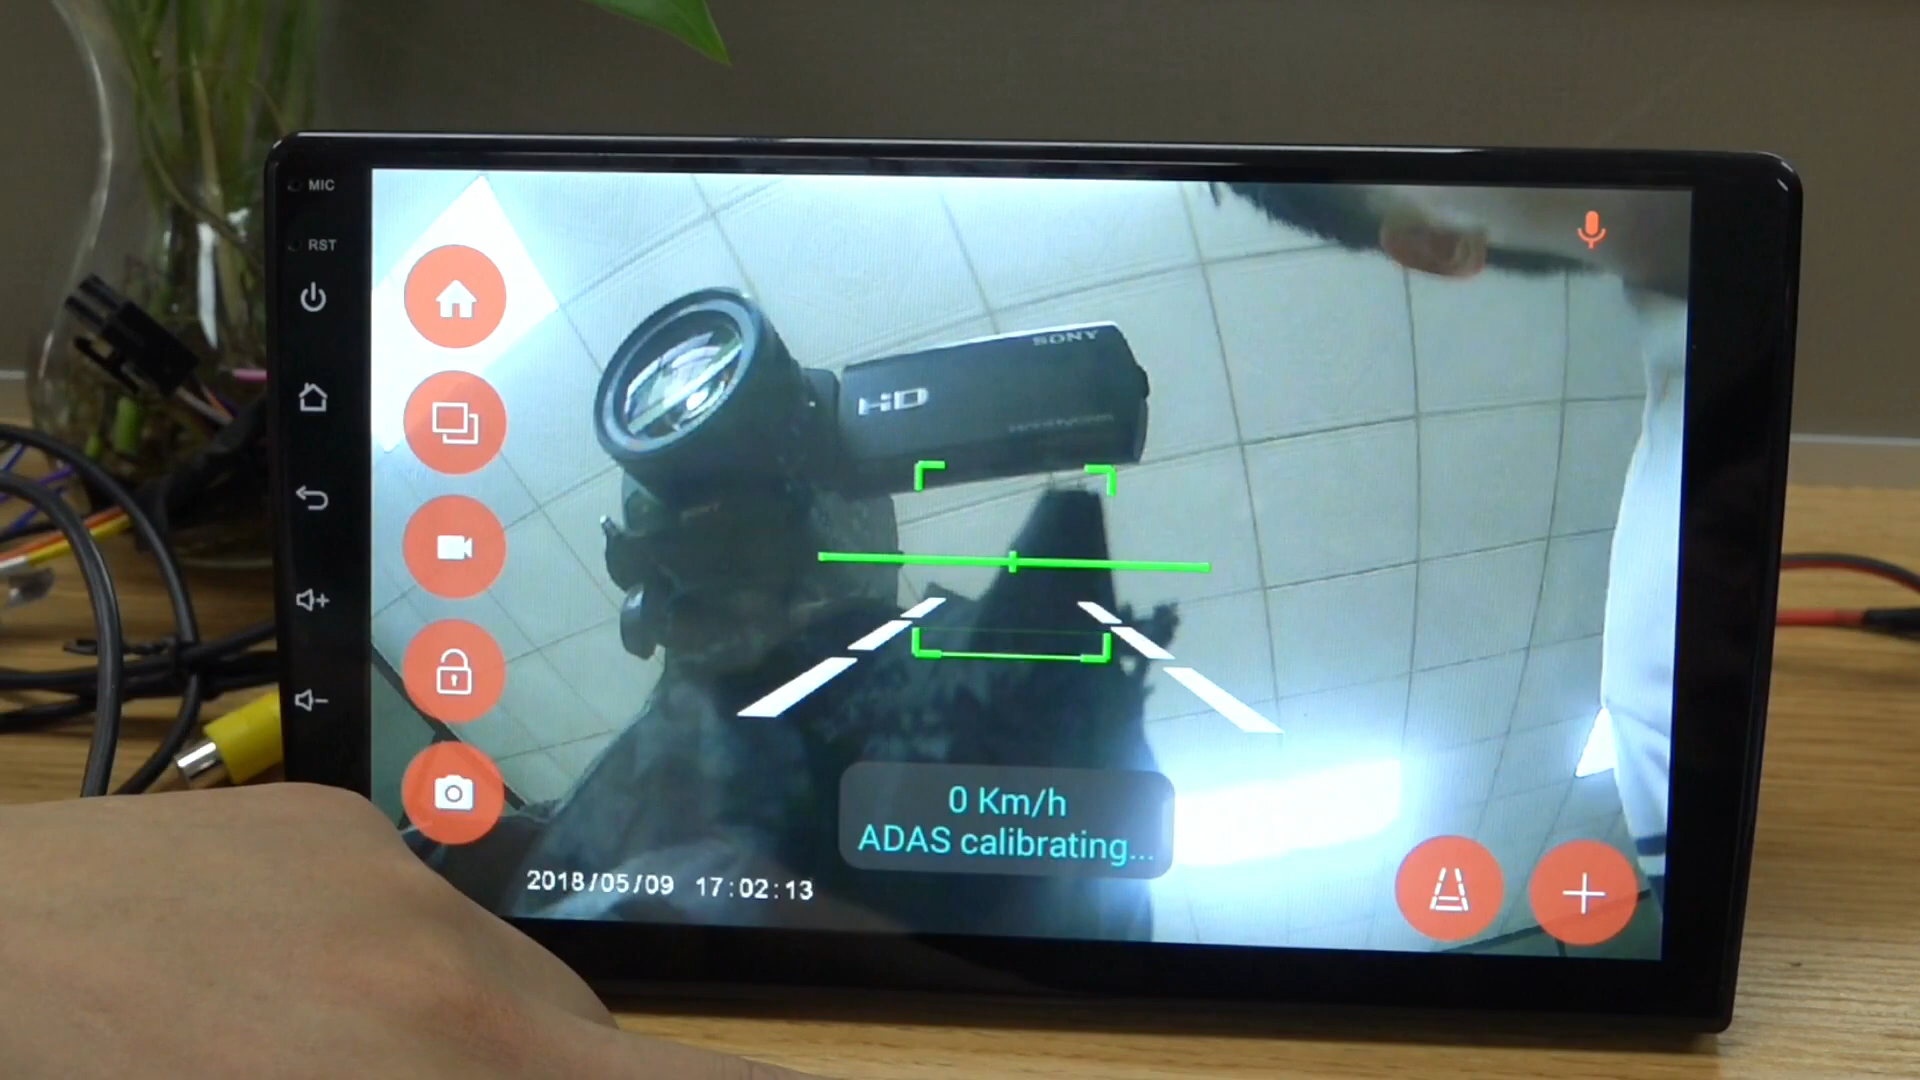 MIC
RST
SONY
HD
0 Km/h
ADAS calibrating...
2018/05/09 17:02:13